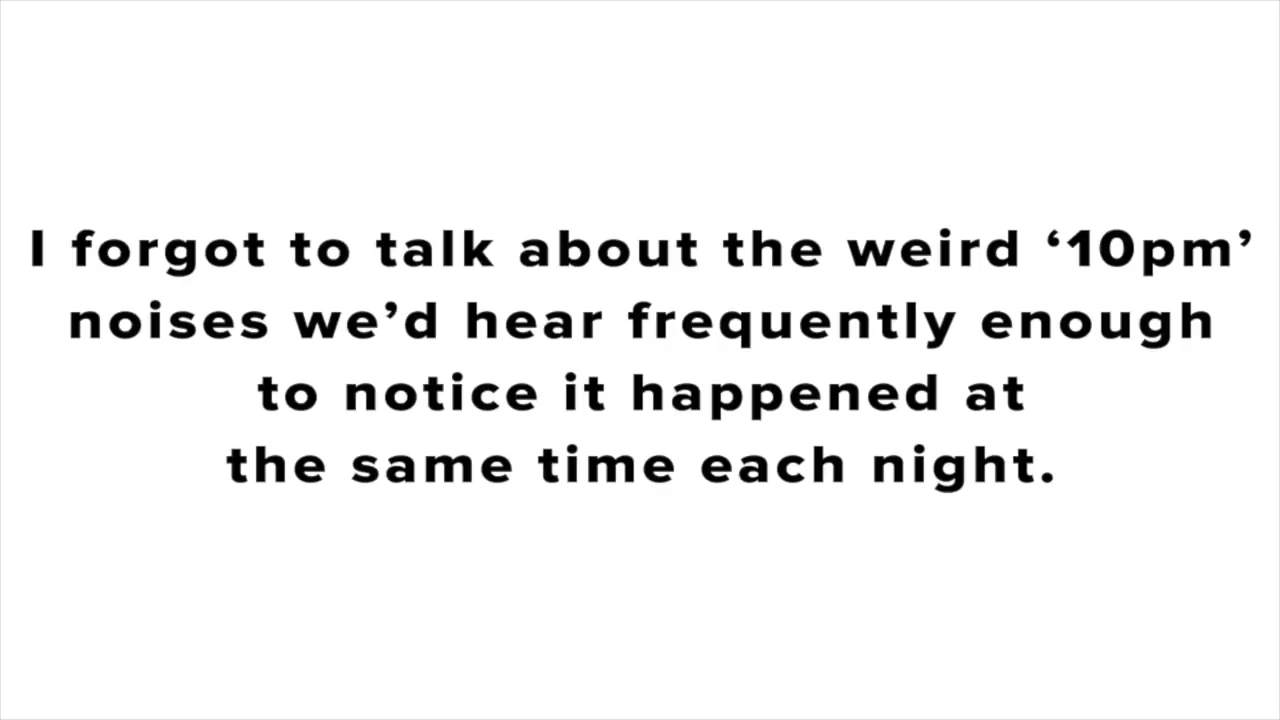 I forgot to talk about the weird ‘10pm’
noises we’d hear frequently enough
to notice it happened at
the same time each night.